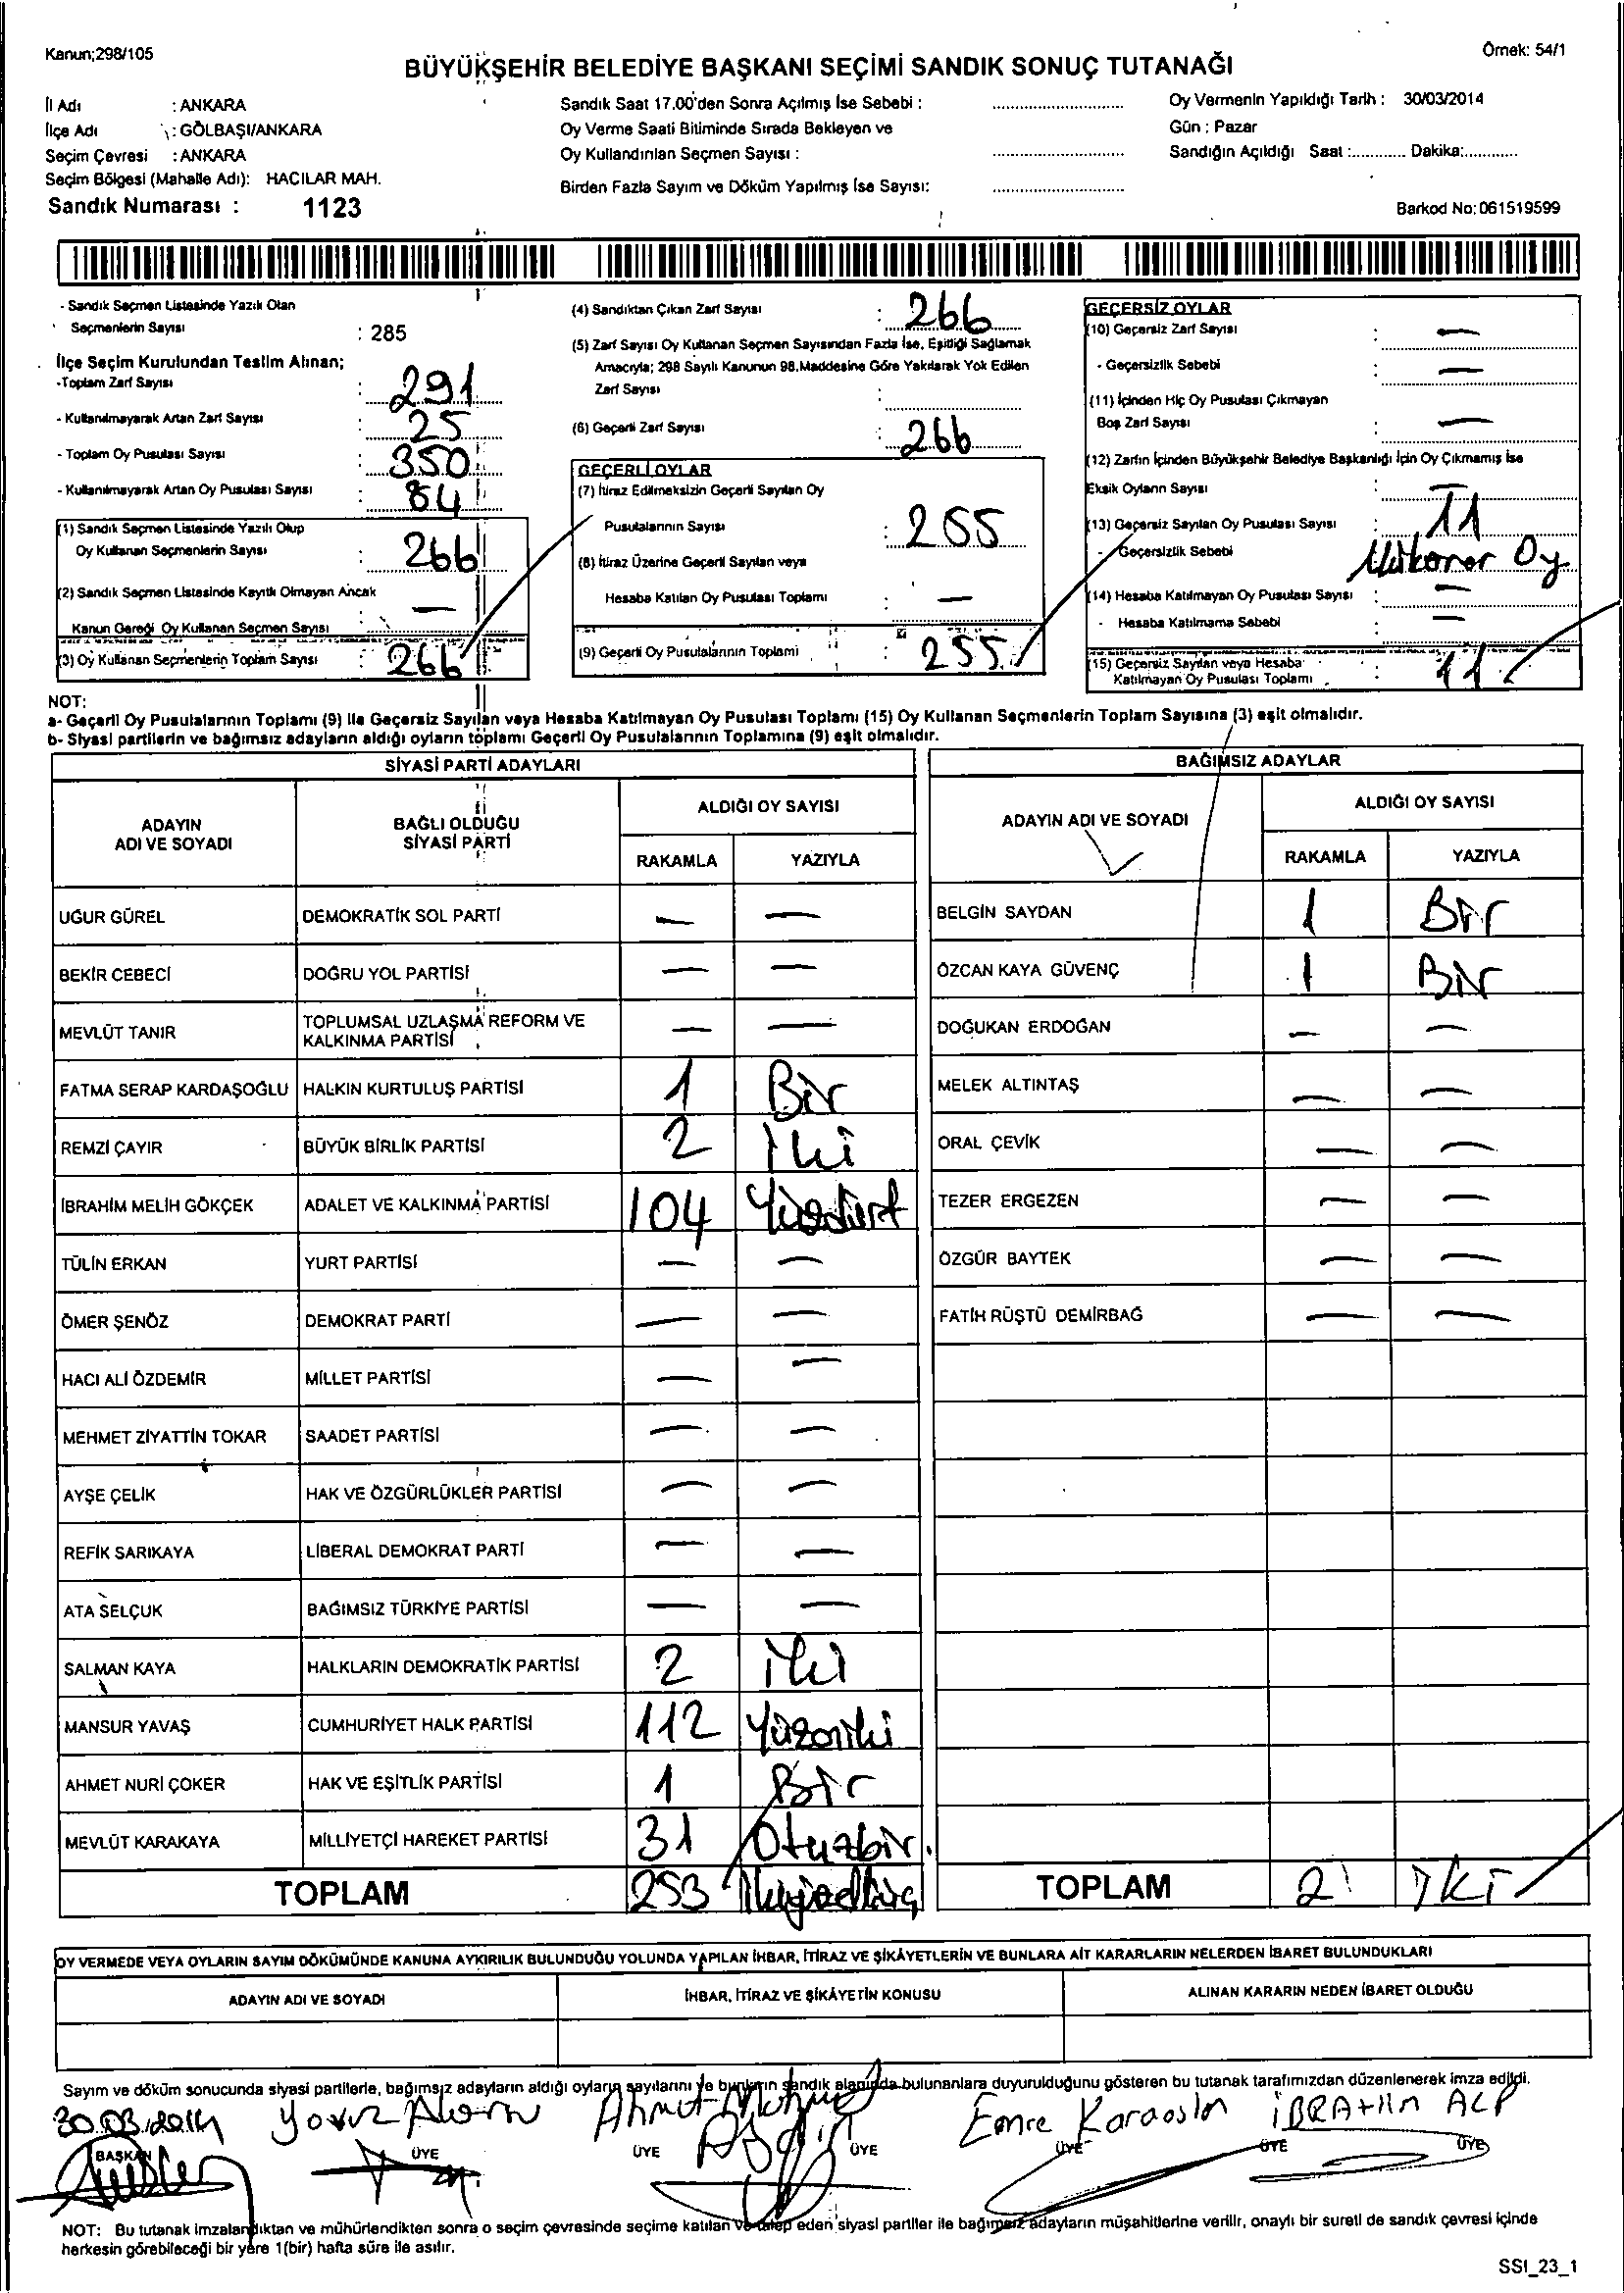 Kanun;298/105
Örnek: 54/1
BÜYÜKŞEHİR BELEDİYE BAŞKANI SEÇİMİ SANDIK SONUÇ TUTANAĞI
İl Adı : ANKARA
İlçe Adı : GÖLBAŞI/ANKARA
Seçim Çevresi : ANKARA
Seçim Bölgesi (Mahalle Adı): HACILAR MAH.
Sandık Numarası : 1123
Sandık Saat 17.00'den Sonra Açılmış İse Sebebi :
Oy Verme Saati Bitiminde Sırada Bekleyen ve
Oy Kullandırılan Seçmen Sayısı :
Birden Fazla Sayım ve Döküm Yapılmış İse Sayısı:
Oy Vermenin Yapıldığı Tarih : 30/03/2014
Gün : Pazar
Sandığın Açıldığı Saat :............ Dakika:............
Barkod No: 061519599
- Sandık Seçmen Listesinde Yazılı Olan
Seçmenlerin Sayısı : 285
İlçe Seçim Kurulundan Teslim Alınan;
-Toplam Zarf Sayısı : 291
- Kullanılmayarak Artan Zarf Sayısı : 25
- Toplam Oy Pusulası Sayısı : 350
- Kullanılmayarak Artan Oy Pusulası Sayısı : 84
(1) Sandık Seçmen Listesinde Yazılı Olup
Oy Kullanan Seçmenlerin Sayısı : 266
(2) Sandık Seçmen Listesinde Kayıtlı Olmayan Ancak
Kanun Gereği Oy Kullanan Seçmen Sayısı : —
(3) Oy Kullanan Seçmenlerin Toplam Sayısı : 266
(4) Sandıktan Çıkan Zarf Sayısı : 266
(5) Zarf Sayısı Oy Kullanan Seçmen Sayısından Fazla İse, Eşitliği Sağlamak
Amacıyla; 298 Sayılı Kanunun 98.Maddesine Göre Yakılarak Yok Edilen
Zarf Sayısı :
(6) Geçerli Zarf Sayısı : 266
GEÇERLİ OYLAR
(7) İtiraz Edilmeksizin Geçerli Sayılan Oy
Pusulalarının Sayısı : 255
(8) İtiraz Üzerine Geçerli Sayılan veya
Hesaba Katılan Oy Pusulası Toplamı : —
(9) Geçerli Oy Pusulalarının Toplamı : 255
GEÇERSİZ OYLAR
(10) Geçersiz Zarf Sayısı : —
- Geçersizlik Sebebi —
(11) İçinden Hiç Oy Pusulası Çıkmayan
Boş Zarf Sayısı : —
(12) Zarfın İçinden Büyükşehir Belediye Başkanlığı İçin Oy Çıkmamış İse
Eksik Oyların Sayısı : —
(13) Geçersiz Sayılan Oy Pusulası Sayısı : 11
- Geçersizlik Sebebi Mükerrer Oy
(14) Hesaba Katılmayan Oy Pusulası Sayısı : —
- Hesaba Katılmama Sebebi : —
(15) Geçersiz Sayılan veya Hesaba
Katılmayan Oy Pusulası Toplamı : 11
NOT:
a- Geçerli Oy Pusulalarının Toplamı (9) ile Geçersiz Sayılan veya Hesaba Katılmayan Oy Pusulası Toplamı (15) Oy Kullanan Seçmenlerin Toplam Sayısına (3) eşit olmalıdır.
b- Siyasi partilerin ve bağımsız adayların aldığı oyların toplamı Geçerli Oy Pusulalarının Toplamına (9) eşit olmalıdır.
SİYASİ PARTİ ADAYLARI
ADAYIN ADI VE SOYADI
BAĞLI OLDUĞU SİYASİ PARTİ
ALDIĞI OY SAYISI
RAKAMLA YAZIYLA
UĞUR GÜREL DEMOKRATİK SOL PARTİ — —
BEKİR CEBECİ DOĞRU YOL PARTİSİ — —
MEVLÜT TANIR TOPLUMSAL UZLAŞMA REFORM VE KALKINMA PARTİSİ — —
FATMA SERAP KARDAŞOĞLU HALKIN KURTULUŞ PARTİSİ 1 Bir
REMZİ ÇAYIR BÜYÜK BİRLİK PARTİSİ 2 İki
İBRAHİM MELİH GÖKÇEK ADALET VE KALKINMA PARTİSİ 104 Yüzdört
TÜLİN ERKAN YURT PARTİSİ — —
ÖMER ŞENÖZ DEMOKRAT PARTİ — —
HACI ALİ ÖZDEMİR MİLLET PARTİSİ — —
MEHMET ZİYATTİN TOKAR SAADET PARTİSİ — —
AYŞE ÇELİK HAK VE ÖZGÜRLÜKLER PARTİSİ — —
REFİK SARIKAYA LİBERAL DEMOKRAT PARTİ — —
ATA SELÇUK BAĞIMSIZ TÜRKİYE PARTİSİ — —
SALMAN KAYA HALKLARIN DEMOKRATİK PARTİSİ 2 iki
MANSUR YAVAŞ CUMHURİYET HALK PARTİSİ 112 Yüzoniki
AHMET NURİ ÇOKER HAK VE EŞİTLİK PARTİSİ 1 Bir
MEVLÜT KARAKAYA MİLLİYETÇİ HAREKET PARTİSİ 31 Otuzbir.
TOPLAM 253 İkiyüzelliüç
BAĞIMSIZ ADAYLAR
ADAYIN ADI VE SOYADI
ALDIĞI OY SAYISI
RAKAMLA YAZIYLA
BELGİN SAYDAN 1 Bir
ÖZCAN KAYA GÜVENÇ 1 Bir
DOĞUKAN ERDOĞAN — —
MELEK ALTINTAŞ — —
ORAL ÇEVİK — —
TEZER ERGEZEN — —
ÖZGÜR BAYTEK — —
FATİH RÜŞTÜ DEMİRBAĞ — —
TOPLAM 2 İKİ
OY VERMEDE VEYA OYLARIN SAYIM DÖKÜMÜNDE KANUNA AYKIRILIK BULUNDUĞU YOLUNDA YAPILAN İHBAR, İTİRAZ VE ŞİKÂYETLERİN VE BUNLARA AİT KARARLARIN NELERDEN İBARET BULUNDUKLARI
ADAYIN ADI VE SOYADI
İHBAR, İTİRAZ VE ŞİKÂYETİN KONUSU
ALINAN KARARIN NEDEN İBARET OLDUĞU
Sayım ve döküm sonucunda siyasi partilerle, bağımsız adayların aldığı oyların sayılarını ve bunların sandık alanında bulunanlara duyurulduğunu gösteren bu tutanak tarafımızdan düzenlenerek imza edildi.
30.03.2014 Yavuz Ahmet Emre Karaaslan İBRAHİM ALP
BAŞKAN ÜYE ÜYE ÜYE ÜYE ÜYE ÜYE
NOT: Bu tutanak imzalandıktan ve mühürlendikten sonra o seçim çevresinde seçime katılan ve talep eden siyasi partiler ile bağımsız adayların müşahitlerine verilir, onaylı bir sureti de sandık çevresi içinde
herkesin görebileceği bir yere 1(bir) hafta süre ile asılır.
SSI_23_1